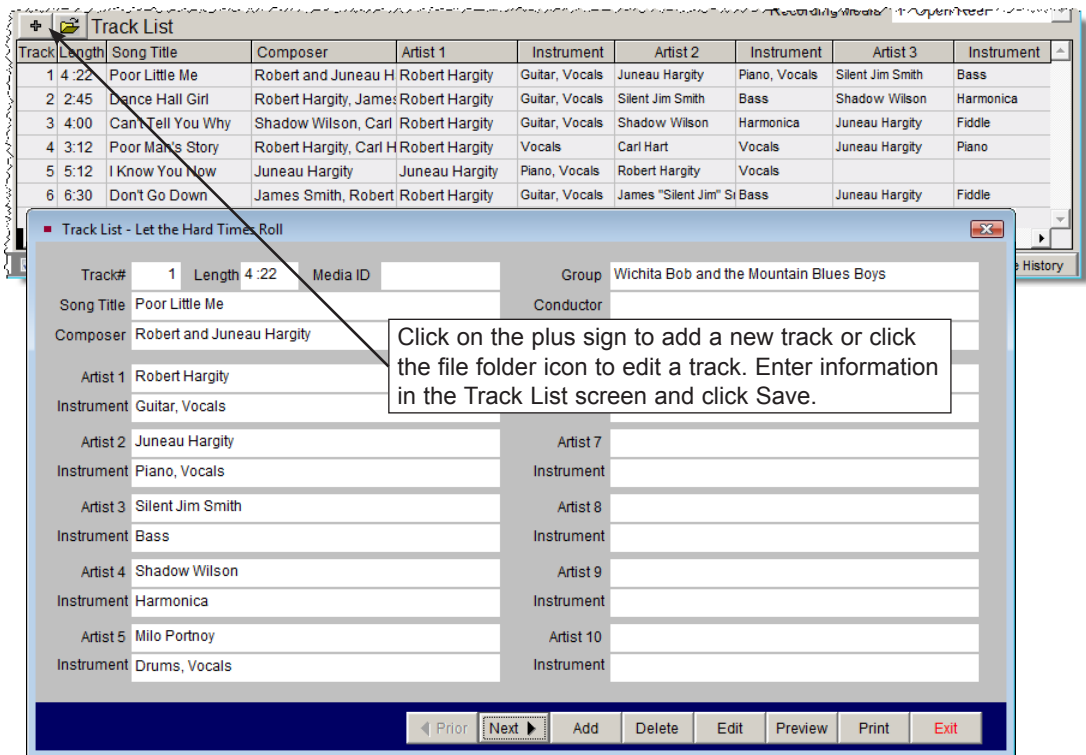 Recording Media 1 Open Reel
Track List
Track Length Song Title Composer Artist 1 Instrument Artist 2 Instrument Artist 3 Instrument
1 4 :22 Poor Little Me Robert and Juneau H Robert Hargity Guitar, Vocals Juneau Hargity Piano, Vocals Silent Jim Smith Bass
2 2:45 Dance Hall Girl Robert Hargity, James Robert Hargity Guitar, Vocals Silent Jim Smith Bass Shadow Wilson Harmonica
3 4:00 Can't Tell You Why Shadow Wilson, Carl Robert Hargity Guitar, Vocals Shadow Wilson Harmonica Juneau Hargity Fiddle
4 3:12 Poor Man's Story Robert Hargity, Carl H Robert Hargity Vocals Carl Hart Vocals Juneau Hargity Piano
5 5:12 I Know You Now Juneau Hargity Juneau Hargity Piano, Vocals Robert Hargity Vocals
6 6:30 Don't Go Down James Smith, Robert Robert Hargity Guitar, Vocals James "Silent Jim" S Bass Juneau Hargity Fiddle
Track List - Let the Hard Times Roll
History
Track# 1 Length 4 :22 Media ID Group Wichita Bob and the Mountain Blues Boys
Song Title Poor Little Me Conductor
Composer Robert and Juneau Hargity
Click on the plus sign to add a new track or click
the file folder icon to edit a track. Enter information
in the Track List screen and click Save.
Artist 1 Robert Hargity
Instrument Guitar, Vocals
Artist 2 Juneau Hargity Artist 7
Instrument Piano, Vocals Instrument
Artist 3 Silent Jim Smith Artist 8
Instrument Bass Instrument
Artist 4 Shadow Wilson Artist 9
Instrument Harmonica Instrument
Artist 5 Milo Portnoy Artist 10
Instrument Drums, Vocals Instrument
Prior Next Add Delete Edit Preview Print Exit